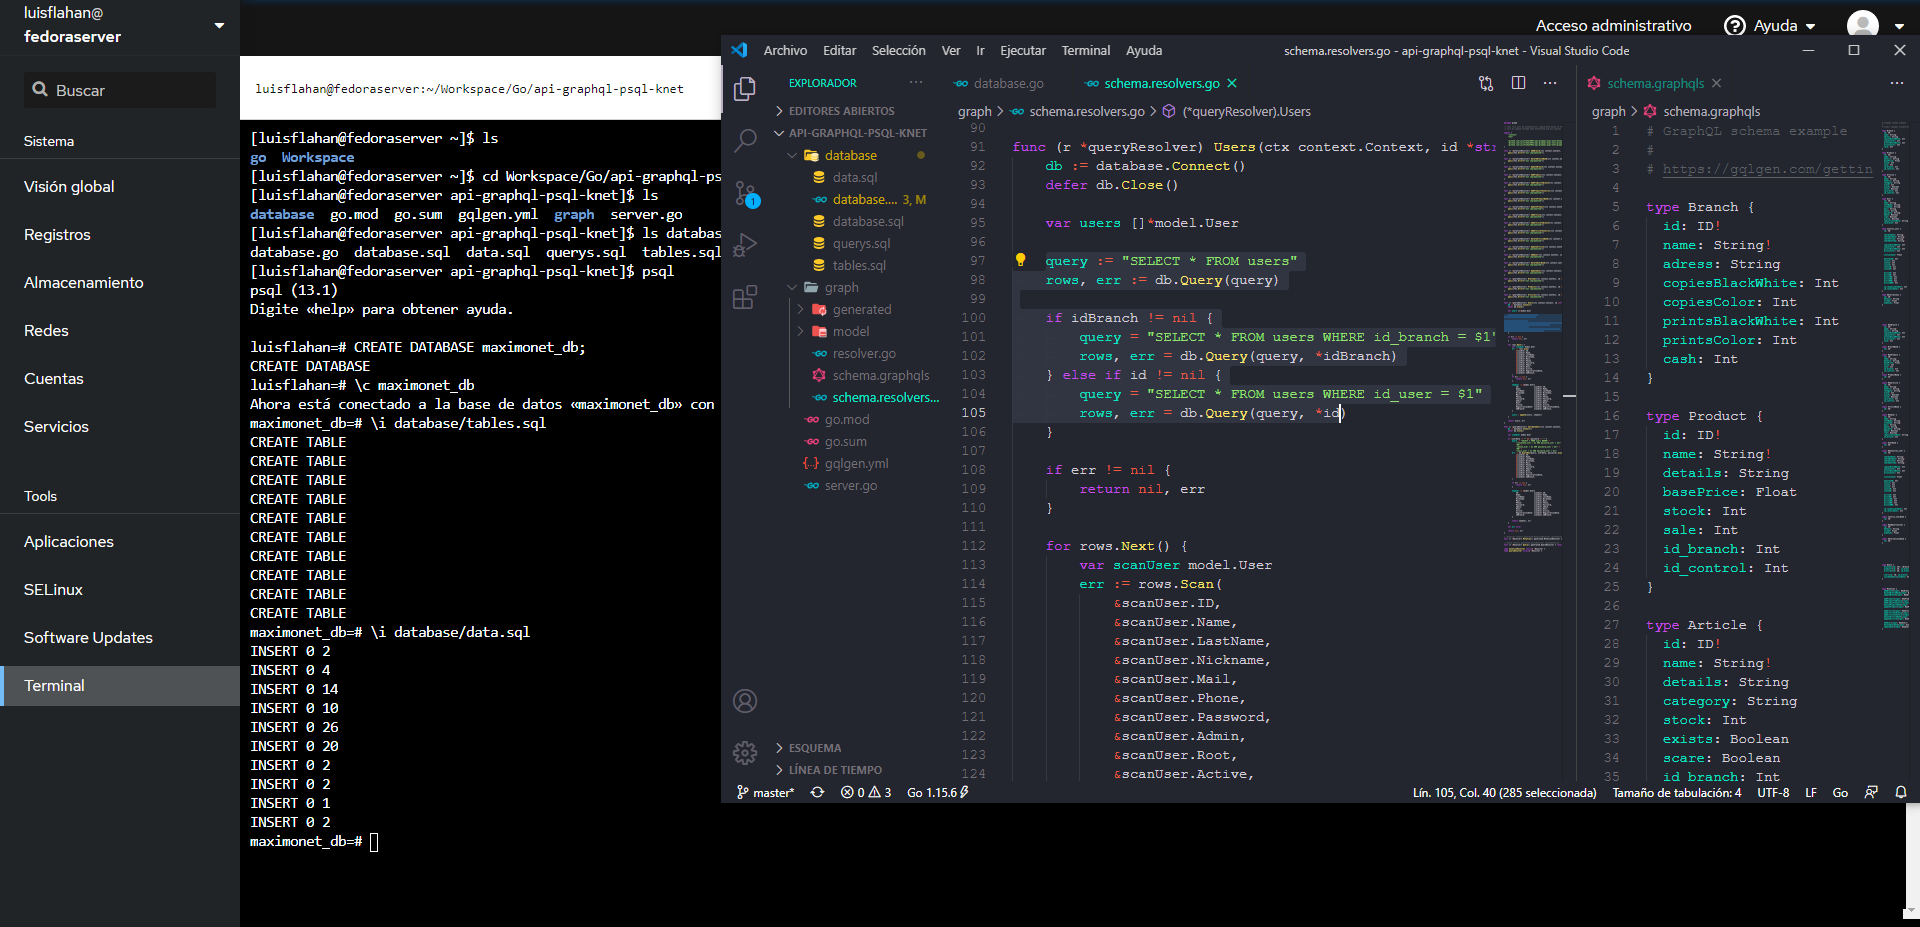 luisflahan@
fedoraserver
Buscar
Sistema
Visión global
Registros
Almacenamiento
Redes
Cuentas
Servicios
Tools
Aplicaciones
SELinux
Software Updates
Terminal
Acceso administrativo
Ayuda
luisflahan@fedoraserver:~/Workspace/Go/api-graphql-psql-knet
[luisflahan@fedoraserver ~]$ ls
go  Workspace
[luisflahan@fedoraserver ~]$ cd Workspace/Go/api-graphql-ps
[luisflahan@fedoraserver api-graphql-psql-knet]$ ls
database  go.mod  go.sum  gqlgen.yml  graph  server.go
[luisflahan@fedoraserver api-graphql-psql-knet]$ ls databas
database.go  database.sql  data.sql  querys.sql  tables.sql
[luisflahan@fedoraserver api-graphql-psql-knet]$ psql
psql (13.1)
Digite «help» para obtener ayuda.
luisflahan=# CREATE DATABASE maximonet_db;
CREATE DATABASE
luisflahan=# \c maximonet_db
Ahora está conectado a la base de datos «maximonet_db» con
maximonet_db=# \i database/tables.sql
CREATE TABLE
CREATE TABLE
CREATE TABLE
CREATE TABLE
CREATE TABLE
CREATE TABLE
CREATE TABLE
CREATE TABLE
CREATE TABLE
CREATE TABLE
maximonet_db=# \i database/data.sql
INSERT 0 2
INSERT 0 4
INSERT 0 14
INSERT 0 10
INSERT 0 26
INSERT 0 20
INSERT 0 2
INSERT 0 2
INSERT 0 1
INSERT 0 2
maximonet_db=#
Archivo Editar Selección Ver Ir Ejecutar Terminal Ayuda
schema.resolvers.go - api-graphql-psql-knet - Visual Studio Code
EXPLORADOR
EDITORES ABIERTOS
API-GRAPHQL-PSQL-KNET
database
data.sql
database.... 3, M
database.sql
querys.sql
tables.sql
graph
generated
model
resolver.go
schema.graphqls
schema.resolvers...
go.mod
go.sum
gqlgen.yml
server.go
ESQUEMA
LÍNEA DE TIEMPO
1
database.go
schema.resolvers.go
graph > schema.resolvers.go > (*queryResolver).Users
90
91 func (r *queryResolver) Users(ctx context.Context, id *str
92 db := database.Connect()
93 defer db.Close()
94
95 var users []*model.User
96
97 query := "SELECT * FROM users"
98 rows, err := db.Query(query)
99
100 if idBranch != nil {
101 query = "SELECT * FROM users WHERE id_branch = $1"
102 rows, err = db.Query(query, *idBranch)
103 } else if id != nil {
104 query = "SELECT * FROM users WHERE id_user = $1"
105 rows, err = db.Query(query, *id)
106 }
107
108 if err != nil {
109 return nil, err
110 }
111
112 for rows.Next() {
113 var scanUser model.User
114 err := rows.Scan(
115 &scanUser.ID,
116 &scanUser.Name,
117 &scanUser.LastName,
118 &scanUser.Nickname,
119 &scanUser.Mail,
120 &scanUser.Phone,
121 &scanUser.Password,
122 &scanUser.Admin,
123 &scanUser.Root,
124 &scanUser.Active,
schema.graphqls
graph > schema.graphqls
1 # GraphQL schema example
2 #
3 # https://gqlgen.com/gettin
4
5 type Branch {
6 id: ID!
7 name: String!
8 adress: String
9 copiesBlackWhite: Int
10 copiesColor: Int
11 printsBlackWhite: Int
12 printsColor: Int
13 cash: Int
14 }
15
16 type Product {
17 id: ID!
18 name: String!
19 details: String
20 basePrice: Float
21 stock: Int
22 sale: Int
23 id_branch: Int
24 id_control: Int
25 }
26
27 type Article {
28 id: ID!
29 name: String!
30 details: String
31 category: String
32 stock: Int
33 exists: Boolean
34 scare: Boolean
35 id_branch: Int
master* 0 3 Go 1.15.6
Lín. 105, Col. 40 (285 seleccionada) Tamaño de tabulación: 4 UTF-8 LF Go